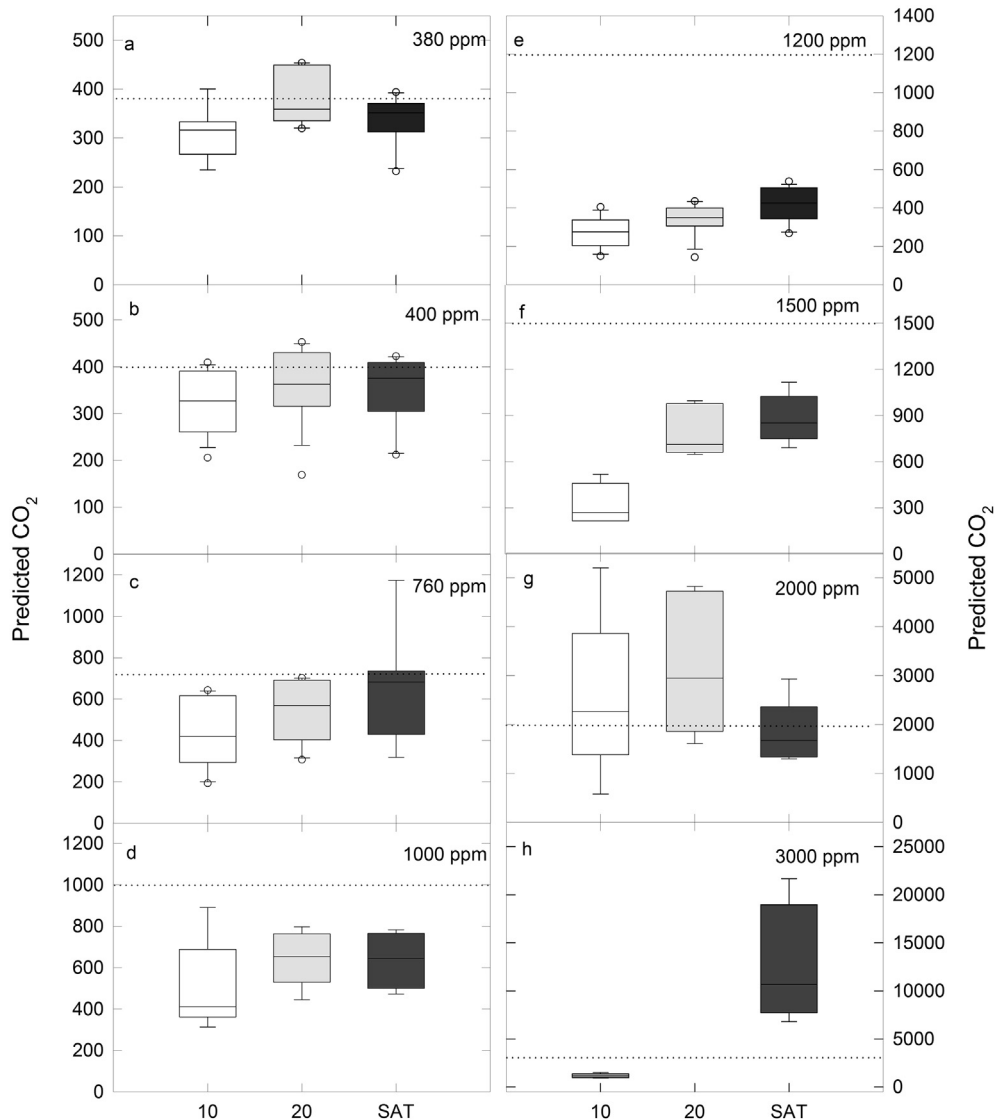 Predicted CO2
a
380 ppm
500
400
300
200
100
0
b
400 ppm
500
400
300
200
100
0
c
760 ppm
1200
1000
800
600
400
200
0
d
1000 ppm
1200
1000
800
600
400
200
0
10 20 SAT
e
1200 ppm
1400
1200
1000
800
600
400
200
0
f
1500 ppm
1500
1200
900
600
300
0
g
2000 ppm
5000
4000
3000
2000
1000
0
h
3000 ppm
25000
20000
15000
10000
5000
0
10 20 SAT
Predicted CO2